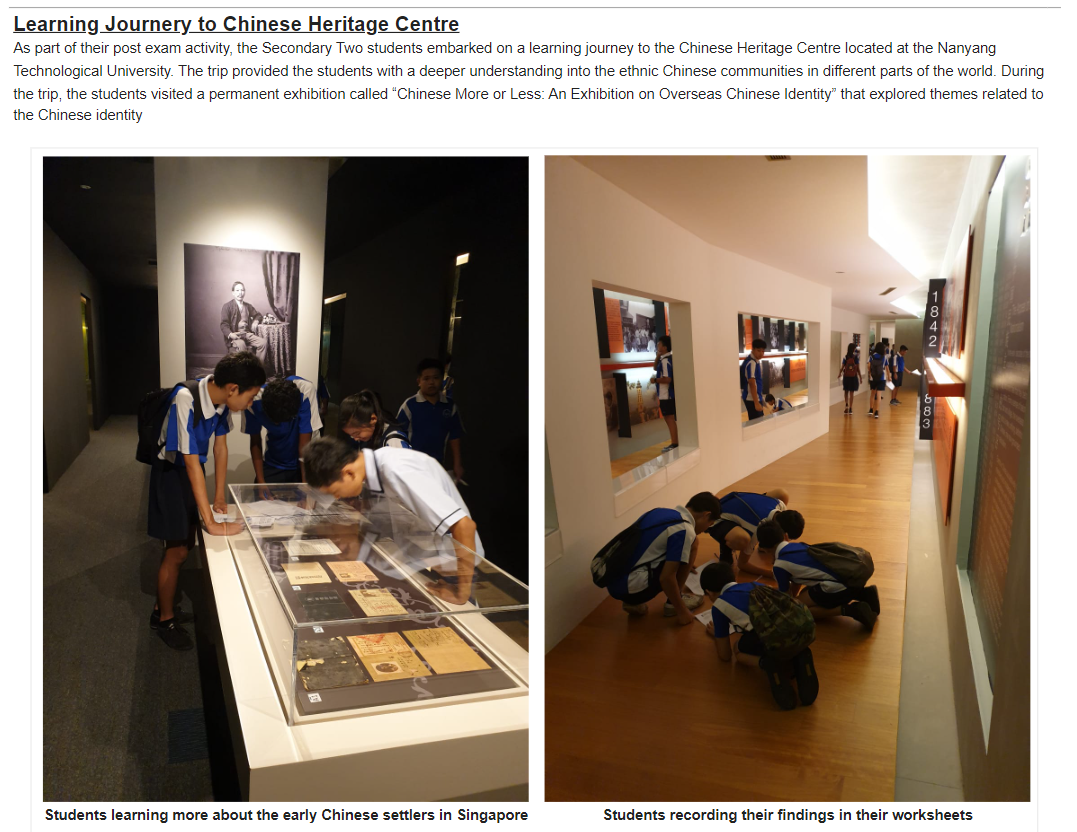 Learning Journery to Chinese Heritage Centre
As part of their post exam activity, the Secondary Two students embarked on a learning journey to the Chinese Heritage Centre located at the Nanyang
Technological University. The trip provided the students with a deeper understanding into the ethnic Chinese communities in different parts of the world. During
the trip, the students visited a permanent exhibition called “Chinese More or Less: An Exhibition on Overseas Chinese Identity” that explored themes related to
the Chinese identity
1842
883
Students learning more about the early Chinese settlers in Singapore
Students recording their findings in their worksheets